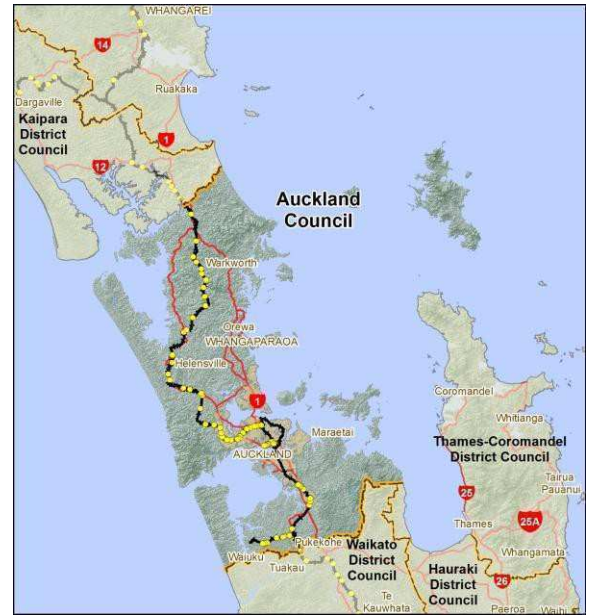 WHANGAREI
14
Ruakaka
Dargaville
Kaipara
District
Council
1
12
Auckland
Council
Warkworth
Orewa
WHANGAPARAOA
Helensville
1
Coromandel
Whitianga
Maraetai
Thames-Coromandel
District Council
AUCKLAND
Tairua
Pauanui
25
25A
Thames
Whangamata
Pukekohe
Waiuku
Tuakau
Waikato
District
Council
Hauraki
District
Council
26
Te
Kauwhata
Paeroa
Waihi